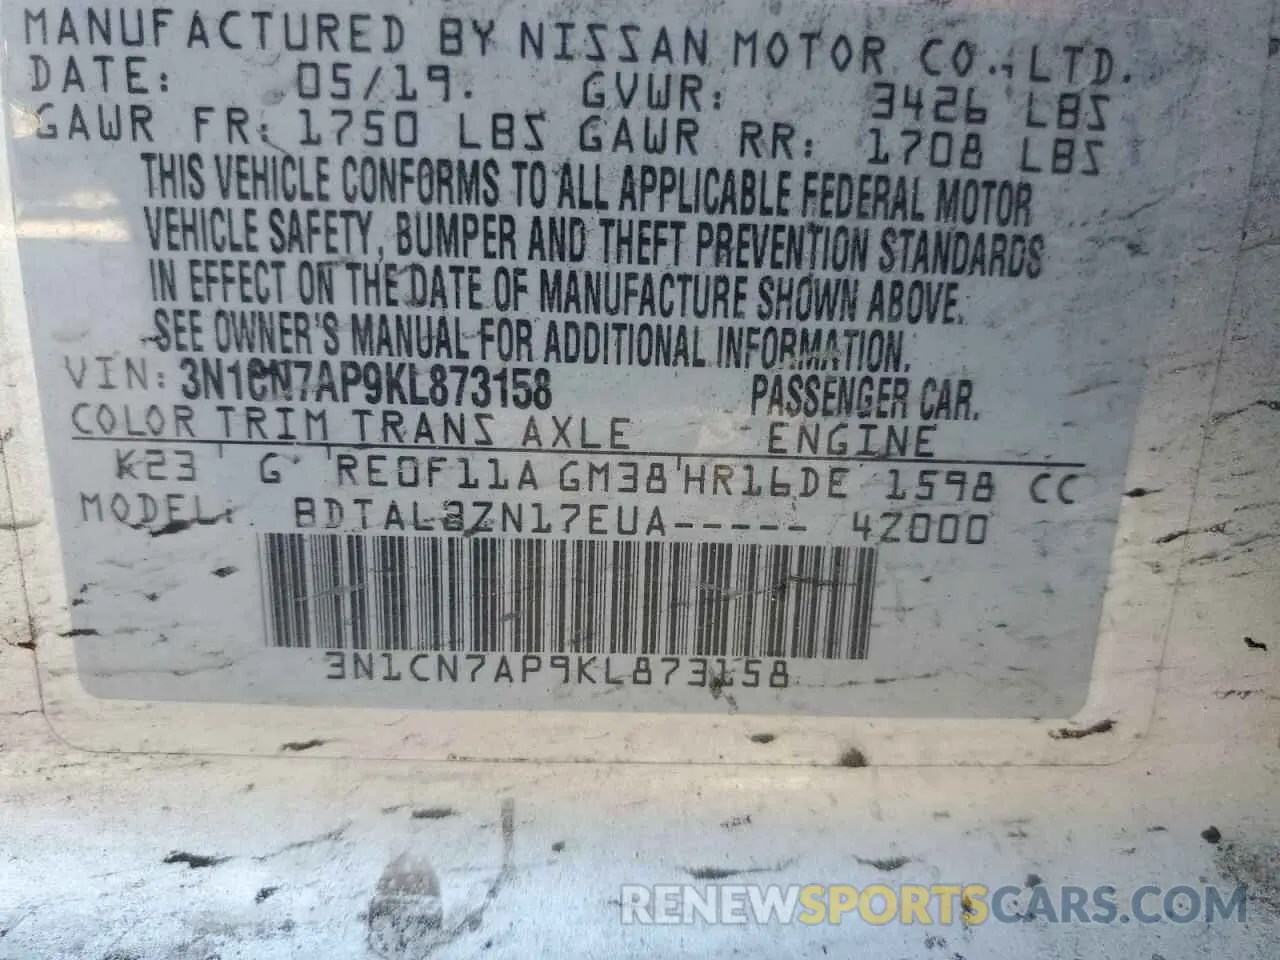 MANUFACTURED BY NISSAN MOTOR CO., LTD.
DATE: 05/19. GVWR: 3426 LBS
GAWR FR: 1750 LBS GAWR RR: 1708 LBS
THIS VEHICLE CONFORMS TO ALL APPLICABLE FEDERAL MOTOR
VEHICLE SAFETY, BUMPER AND THEFT PREVENTION STANDARDS
IN EFFECT ON THE DATE OF MANUFACTURE SHOWN ABOVE.
SEE OWNER'S MANUAL FOR ADDITIONAL INFORMATION.
VIN: 3N1CN7AP9KL873158 PASSENGER CAR.
COLOR TRIM TRANS AXLE ENGINE
K23 G RE0F11A GM38 HR16DE 1598 CC
MODEL: BDTALBZN17EUA----- 42000
3N1CN7AP9KL873158
RENEWSPORTSCARS.COM